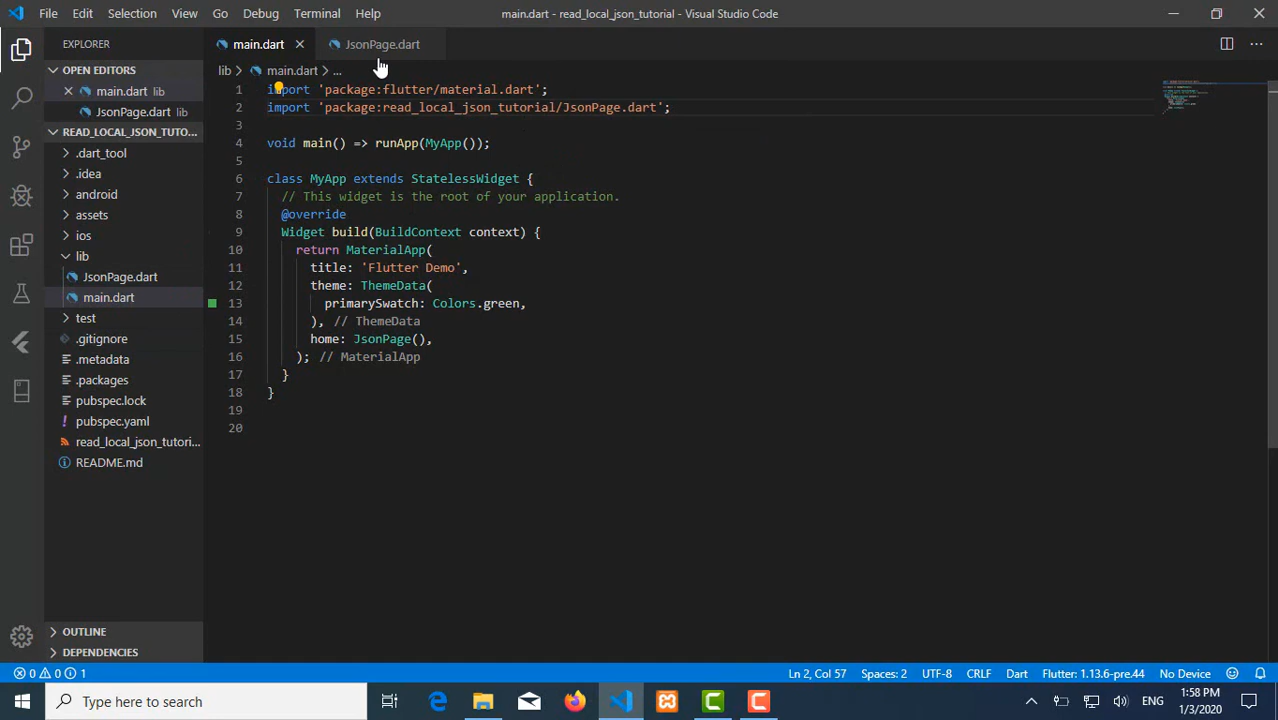 File Edit Selection View Go Debug Terminal Help
main.dart - read_local_json_tutorial - Visual Studio Code
EXPLORER
OPEN EDITORS
main.dart lib
JsonPage.dart lib
READ_LOCAL_JSON_TUTO...
.dart_tool
.idea
android
assets
ios
lib
JsonPage.dart
main.dart
test
.gitignore
.metadata
.packages
pubspec.lock
pubspec.yaml
read_local_json_tutori...
README.md
OUTLINE
DEPENDENCIES
main.dart
JsonPage.dart
lib > main.dart > ...
1 import 'package:flutter/material.dart';
2 import 'package:read_local_json_tutorial/JsonPage.dart';
3
4 void main() => runApp(MyApp());
5
6 class MyApp extends StatelessWidget {
7 // This widget is the root of your application.
8 @override
9 Widget build(BuildContext context) {
10 return MaterialApp(
11 title: 'Flutter Demo',
12 theme: ThemeData(
13 primarySwatch: Colors.green,
14 ), // ThemeData
15 home: JsonPage(),
16 ); // MaterialApp
17 }
18 }
19
20
0 0 1
Ln 2, Col 57 Spaces: 2 UTF-8 CRLF Dart Flutter: 1.13.6-pre.44 No Device
Type here to search
ENG
1:58 PM
1/3/2020